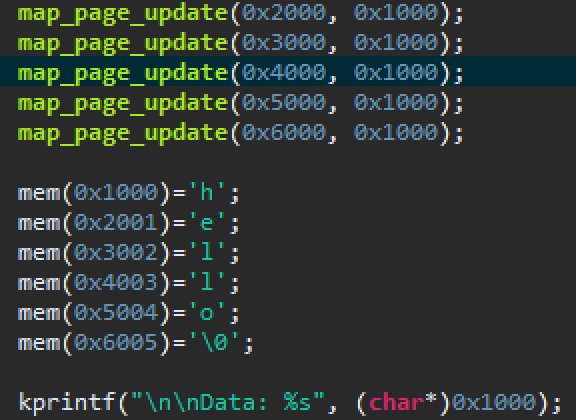 map_page_update(0x2000, 0x1000);
map_page_update(0x3000, 0x1000);
map_page_update(0x4000, 0x1000);
map_page_update(0x5000, 0x1000);
map_page_update(0x6000, 0x1000);
mem(0x1000)='h';
mem(0x2001)='e';
mem(0x3002)='l';
mem(0x4003)='l';
mem(0x5004)='o';
mem(0x6005)='\0';
kprintf("\n\nData: %s", (char*)0x1000);